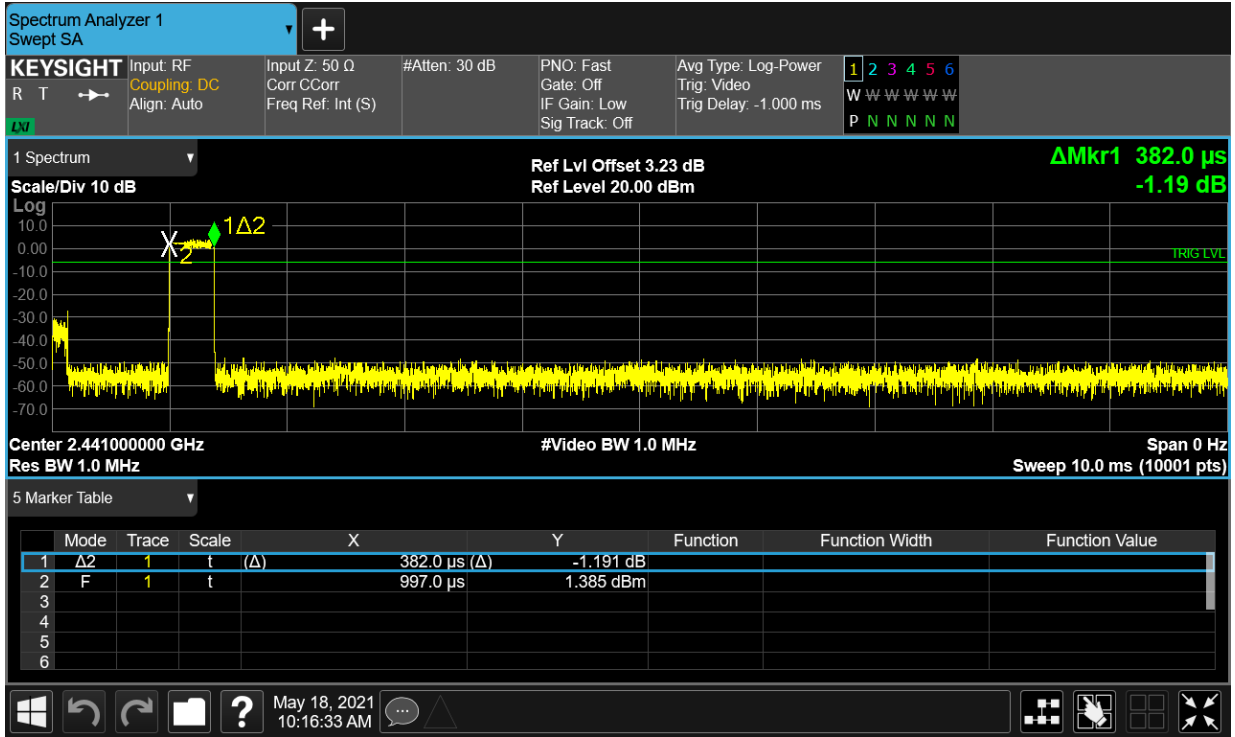 Spectrum Analyzer 1
Swept SA
KEYSIGHT
R T
LXI
Input: RF
Coupling: DC
Align: Auto
Input Z: 50 Ω
Corr CCorr
Freq Ref: Int (S)
#Atten: 30 dB
PNO: Fast
Gate: Off
IF Gain: Low
Sig Track: Off
Avg Type: Log-Power
Trig: Video
Trig Delay: -1.000 ms
1 2 3 4 5 6
W W W W W W
P N N N N N
1 Spectrum
Scale/Div 10 dB
Ref Lvl Offset 3.23 dB
Ref Level 20.00 dBm
ΔMkr1 382.0 µs
-1.19 dB
Log
10.0
0.00
-10.0
-20.0
-30.0
-40.0
-50.0
-60.0
-70.0
1Δ2
2
TRIG LVL
Center 2.441000000 GHz
Res BW 1.0 MHz
#Video BW 1.0 MHz
Span 0 Hz
Sweep 10.0 ms (10001 pts)
5 Marker Table
Mode Trace Scale X Y Function Function Width Function Value
1 Δ2 1 t (Δ) 382.0 µs (Δ) -1.191 dB
2 F 1 t 997.0 µs 1.385 dBm
3
4
5
6
?
May 18, 2021
10:16:33 AM